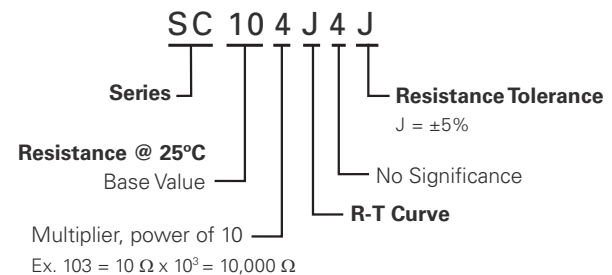 SC 10 4 J 4 J
Series
Resistance Tolerance
J = ±5%
Resistance @ 25ºC
Base Value
No Significance
R-T Curve
Multiplier, power of 10
Ex. 103 = 10 Ω x 10³ = 10,000 Ω